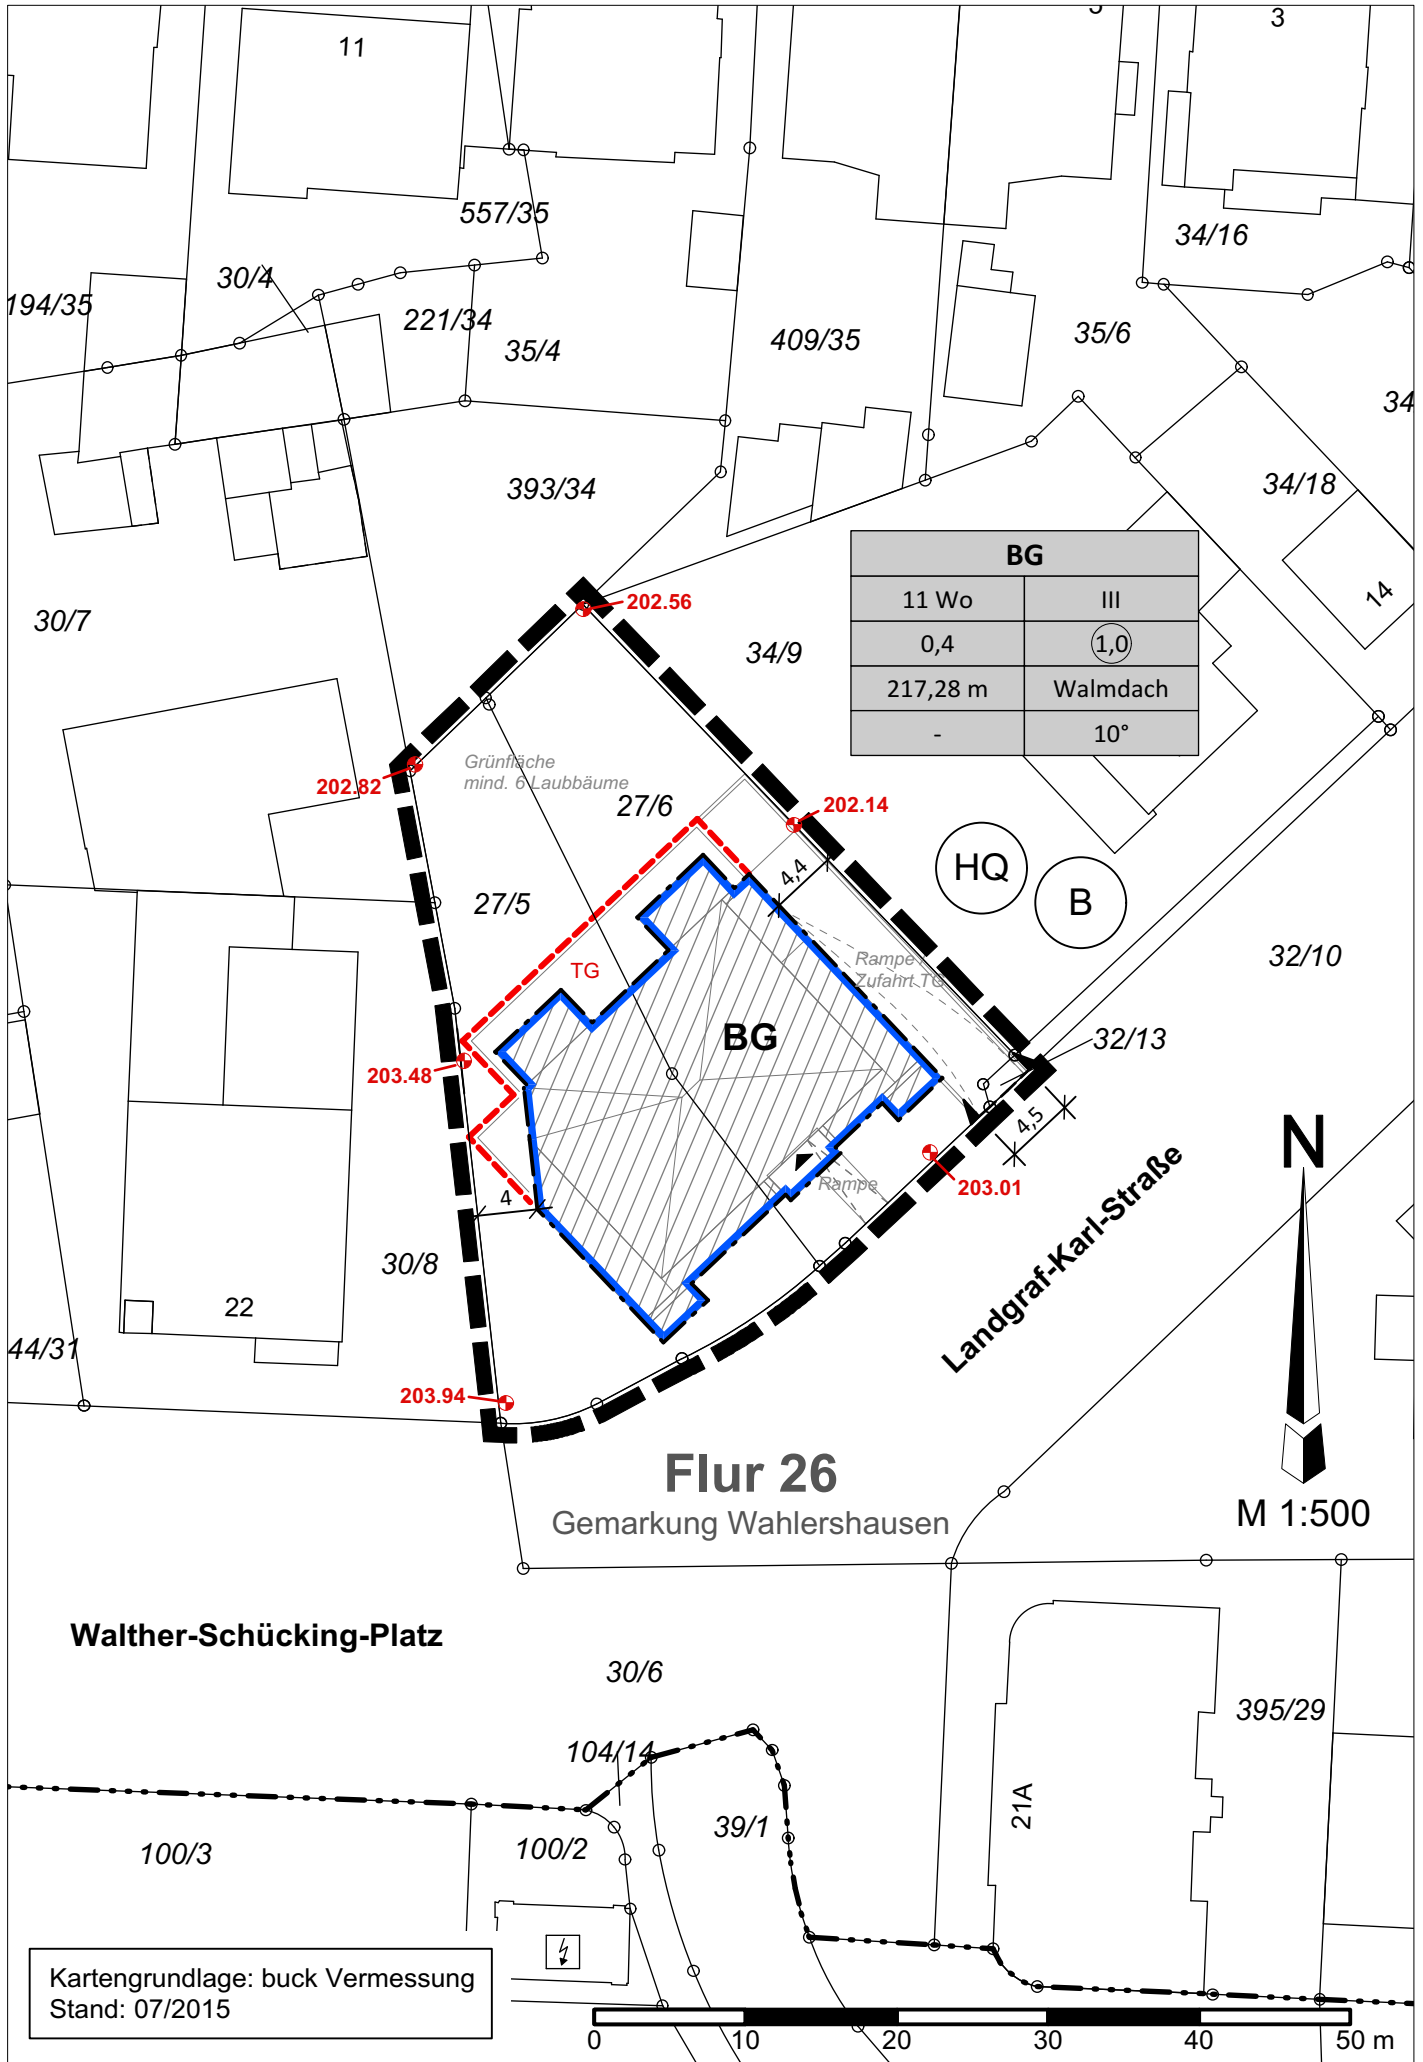 11
3
557/35
34/16
30/4
194/35
221/34
35/4
409/35
35/6
34
393/34
34/18
BG
11 Wo III
0,4 1,0
217,28 m Walmdach
- 10°
14
30/7
202.56
34/9
202.82
Grünfläche
mind. 6 Laubbäume
27/6
202.14
4,4
HQ
B
27/5
TG
Rampe /
Zufahrt TG
32/10
BG
32/13
203.48
4,5
N
203.01
Rampe
4
Landgraf-Karl-Straße
30/8
22
44/31
203.94
Flur 26
Gemarkung Wahlershausen
M 1:500
Walther-Schücking-Platz
30/6
395/29
104/14
21A
39/1
100/3
100/2
Kartengrundlage: buck Vermessung
Stand: 07/2015
0 10 20 30 40 50 m